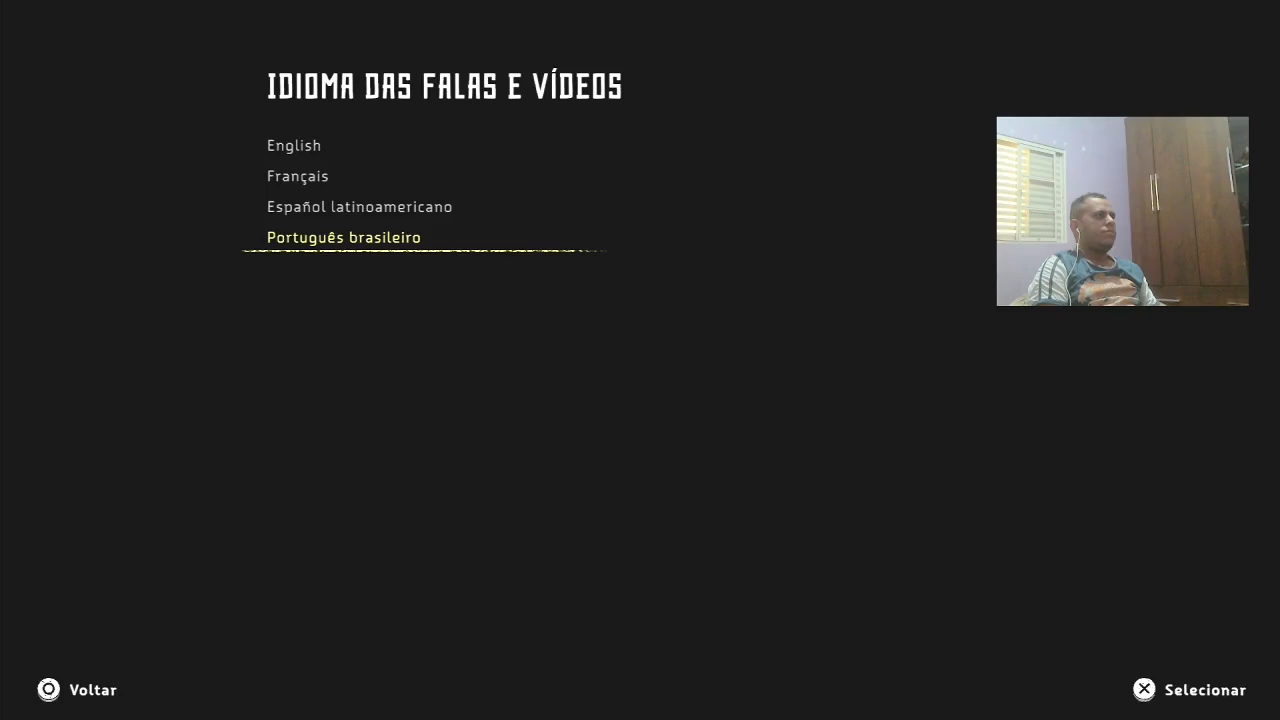 IDIOMA DAS FALAS E VÍDEOS
English
Français
Español latinoamericano
Português brasileiro
Voltar
Selecionar